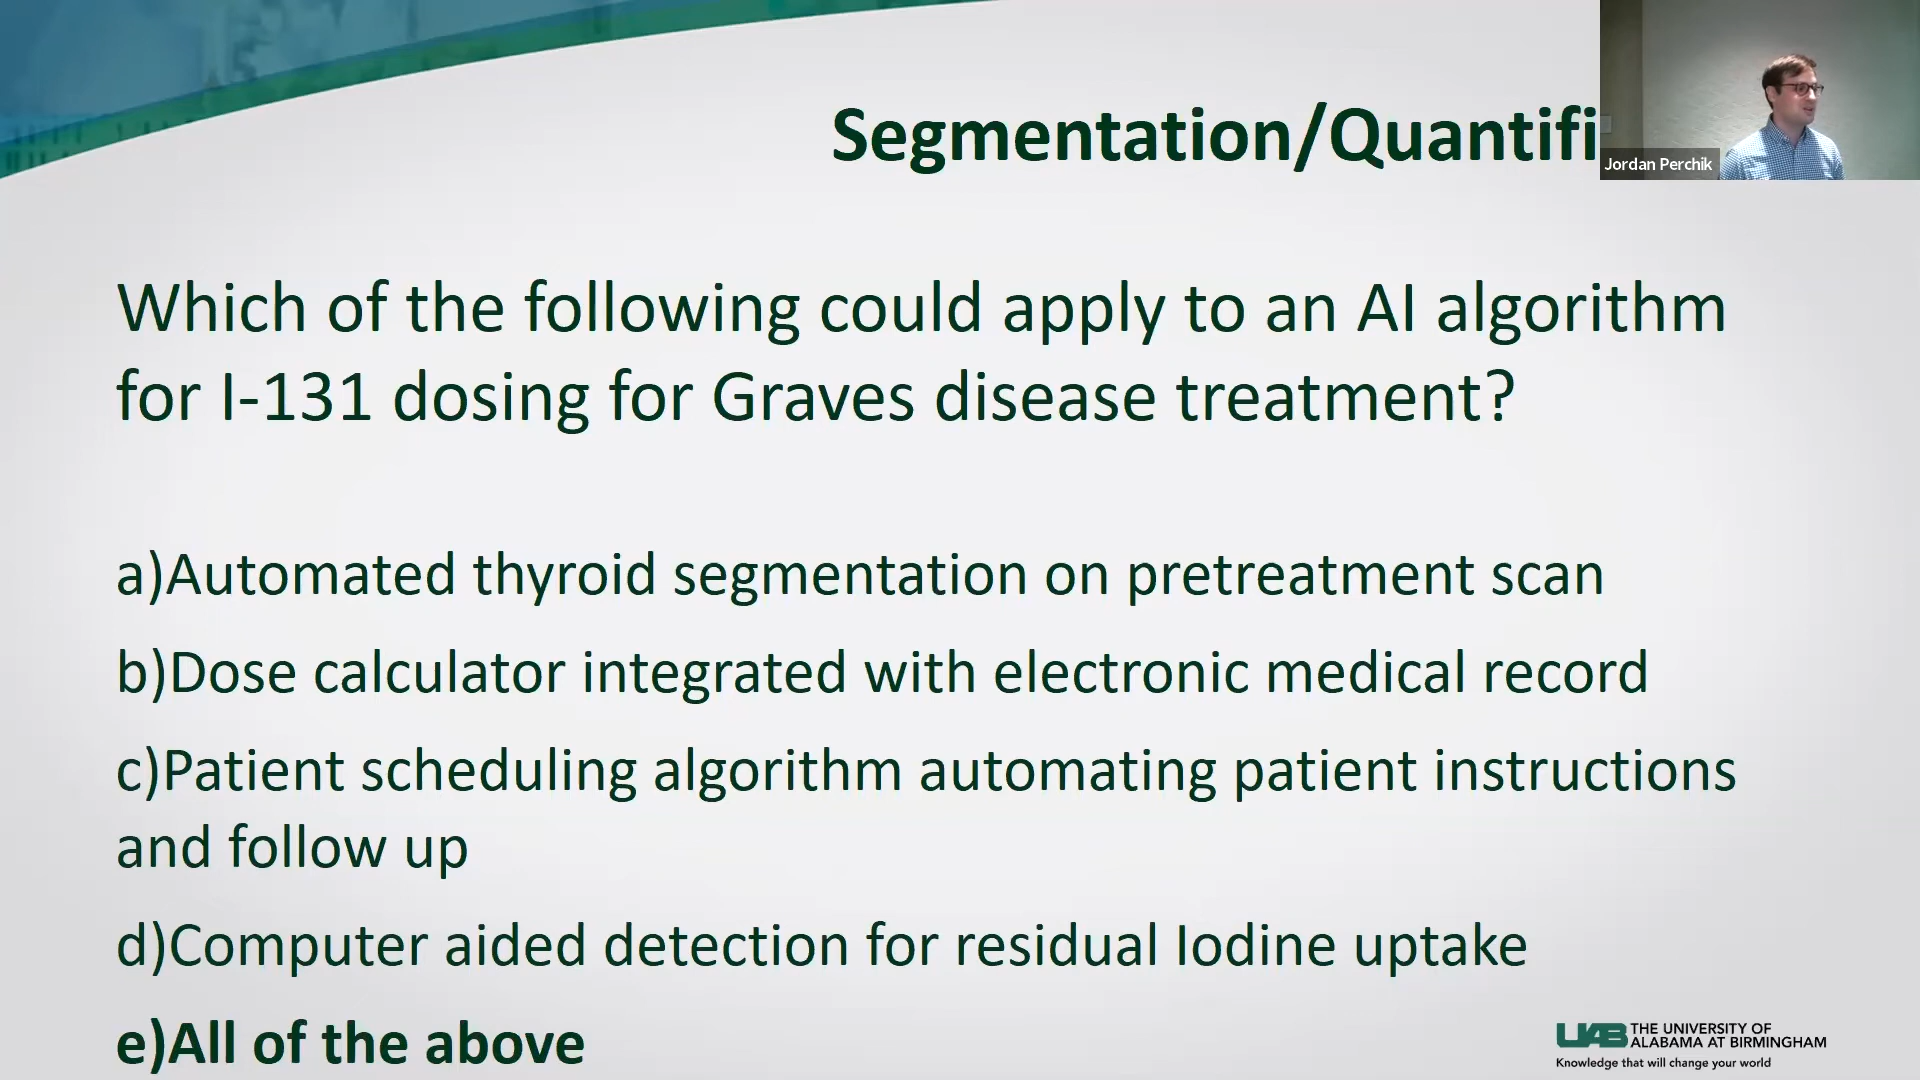 Segmentation/Quantifi
Jordan Perchik
Which of the following could apply to an AI algorithm
for I-131 dosing for Graves disease treatment?
a)Automated thyroid segmentation on pretreatment scan
b)Dose calculator integrated with electronic medical record
c)Patient scheduling algorithm automating patient instructions
and follow up
d)Computer aided detection for residual Iodine uptake
e)All of the above
UAB THE UNIVERSITY OF
ALABAMA AT BIRMINGHAM
Knowledge that will change your world